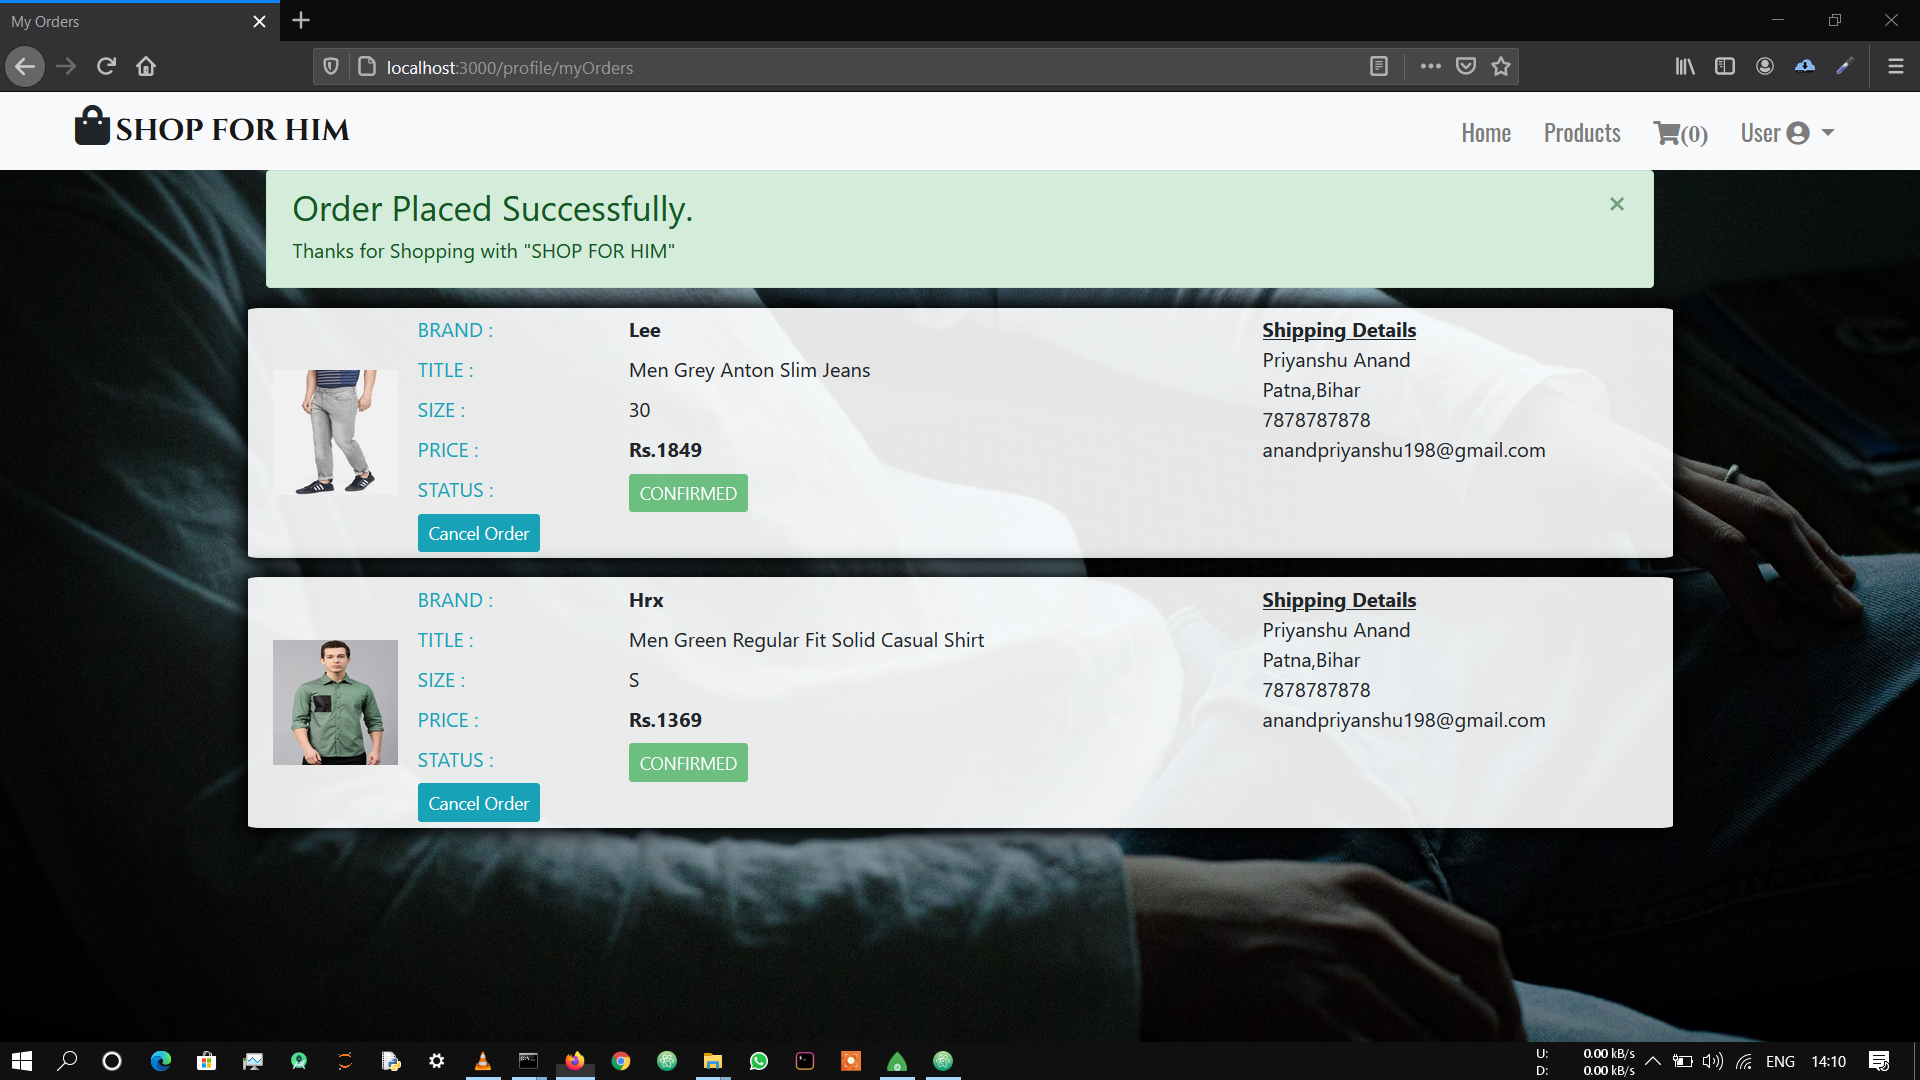 My Orders
localhost:3000/profile/myOrders
SHOP FOR HIM
Home
Products
(0)
User
Order Placed Successfully.
×
Thanks for Shopping with "SHOP FOR HIM"
BRAND :
Lee
TITLE :
Men Grey Anton Slim Jeans
SIZE :
30
PRICE :
Rs.1849
STATUS :
CONFIRMED
Cancel Order
Shipping Details
Priyanshu Anand
Patna,Bihar
7878787878
anandpriyanshu198@gmail.com
BRAND :
Hrx
TITLE :
Men Green Regular Fit Solid Casual Shirt
SIZE :
S
PRICE :
Rs.1369
STATUS :
CONFIRMED
Cancel Order
Shipping Details
Priyanshu Anand
Patna,Bihar
7878787878
anandpriyanshu198@gmail.com
U: 0.00 kB/s
D: 0.00 kB/s
ENG
14:10